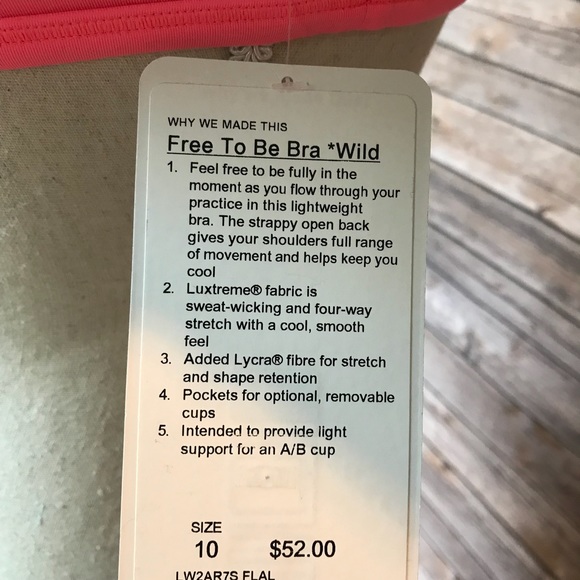 WHY WE MADE THIS
Free To Be Bra *Wild
1. Feel free to be fully in the
moment as you flow through your
practice in this lightweight
bra. The strappy open back
gives your shoulders full range
of movement and helps keep you
cool
2. Luxtreme® fabric is
sweat-wicking and four-way
stretch with a cool, smooth
feel
3. Added Lycra® fibre for stretch
and shape retention
4. Pockets for optional, removable
cups
5. Intended to provide light
support for an A/B cup
SIZE
10 $52.00
LW2AR7S FLAL